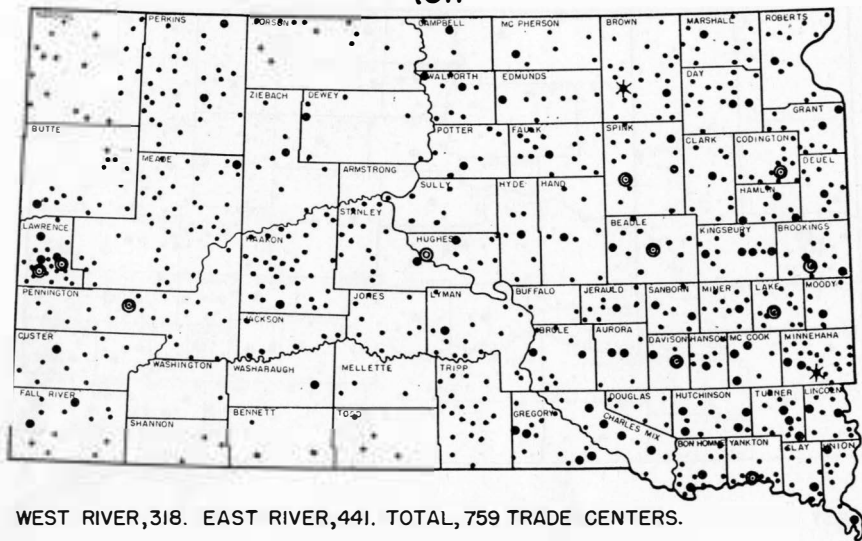 PERKINS
CORSON
CAMPBELL
MC PHERSON
BROWN
MARSHALL
ROBERTS
WALWORTH
EDMUNDS
DAY
ZIEBACH
DEWEY
GRANT
BUTTE
POTTER
FAULK
SPINK
CLARK
CODINGTON
MEADE
ARMSTRONG
DEUEL
SULLY
HYDE
HAND
HAMLIN
LAWRENCE
HAAKON
STANLEY
HUGHES
BEADLE
KINGSBURY
BROOKINGS
PENNINGTON
JONES
LYMAN
BUFFALO
JERAULD
SANBORN
MINER
LAKE
MOODY
JACKSON
CUSTER
BRULE
AURORA
DAVISON
HANSON
MC COOK
MINNEHAHA
WASHINGTON
WASHABAUGH
MELLETTE
TRIPP
FALL RIVER
DOUGLAS
HUTCHINSON
TURNER
LINCOLN
SHANNON
BENNETT
TODD
GREGORY
CHARLES MIX
BON HOMME
YANKTON
CLAY
UNION
WEST RIVER,318. EAST RIVER,441. TOTAL,759 TRADE CENTERS.